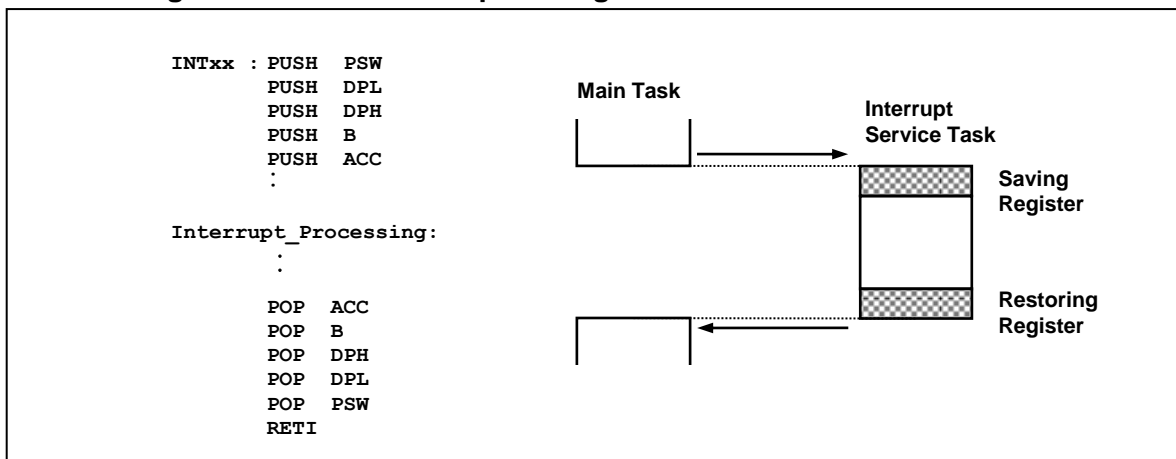 INTxx : PUSH PSW
PUSH DPL
PUSH DPH
PUSH B
PUSH ACC
:
Interrupt_Processing:
:
:
POP ACC
POP B
POP DPH
POP DPL
POP PSW
RETI
Main Task
Interrupt
Service Task
Saving
Register
Restoring
Register